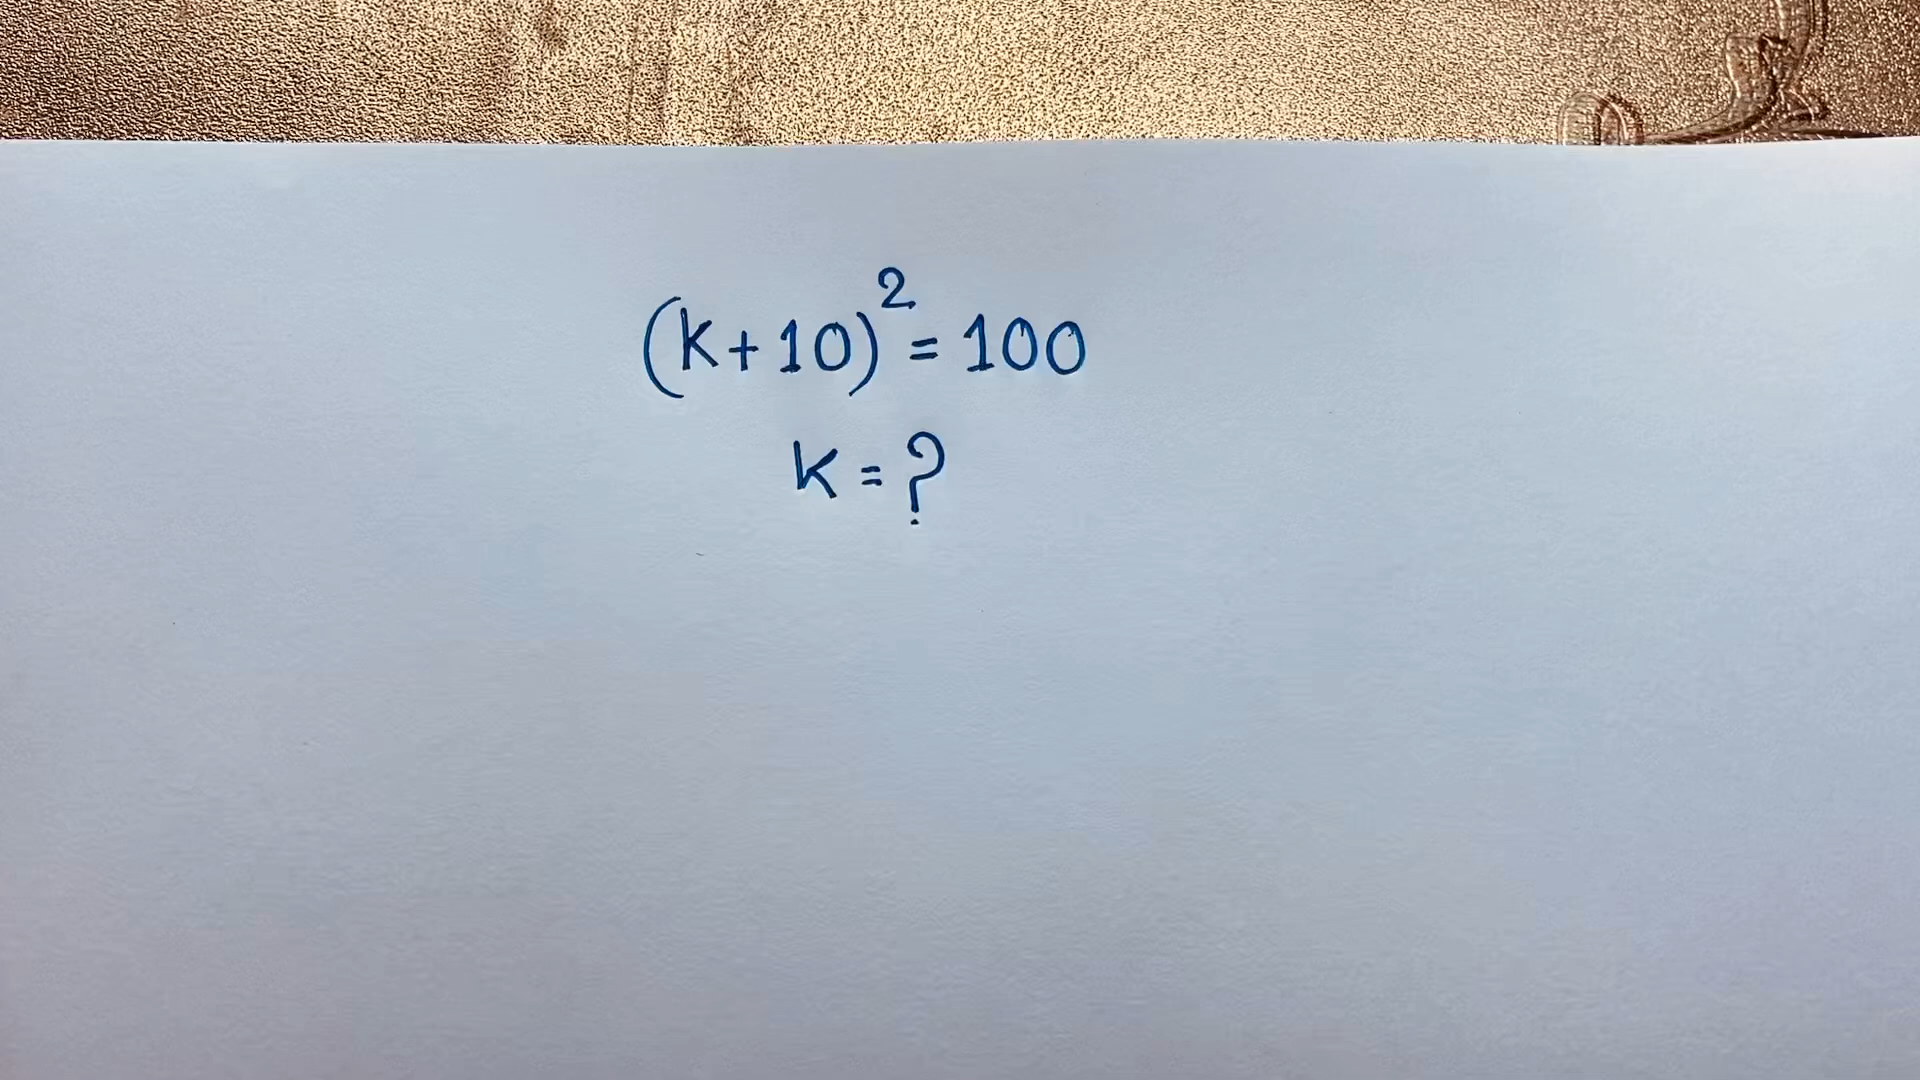 (k+10)² = 100
k = ?